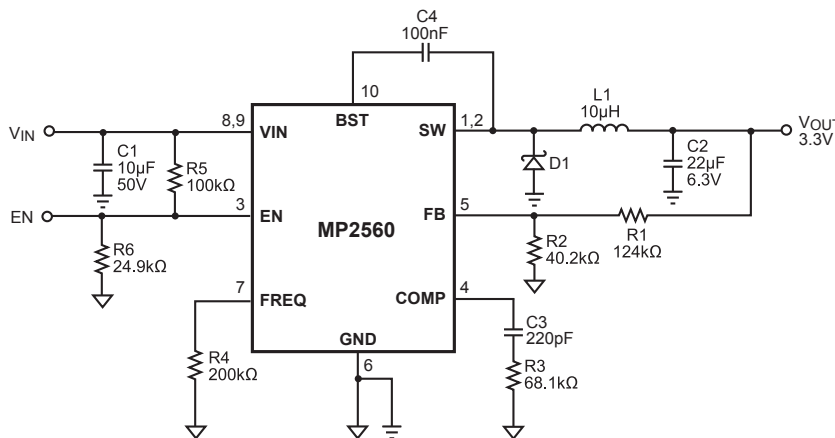 C4
100nF
10
8,9
VIN
BST
SW
1,2
L1
10µH
VIN
VOUT
3.3V
C1
10µF
50V
R5
100kΩ
D1
C2
22µF
6.3V
EN
3
EN
MP2560
FB
5
R6
24.9kΩ
R2
40.2kΩ
R1
124kΩ
7
FREQ
COMP
4
C3
220pF
GND
6
R4
200kΩ
R3
68.1kΩ